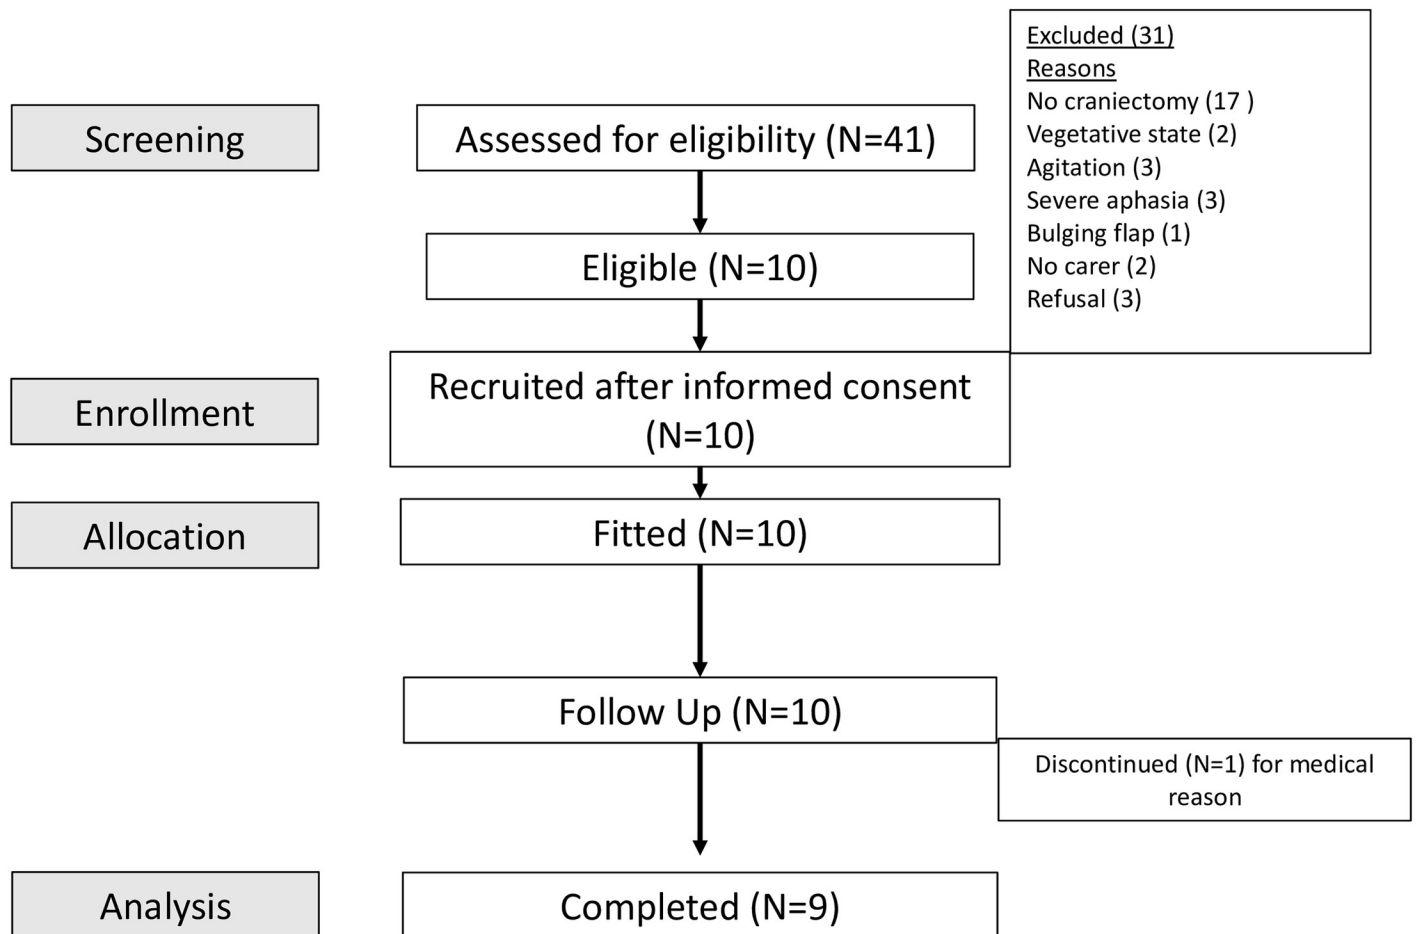 Excluded (31)
Reasons
No craniectomy (17 )
Vegetative state (2)
Agitation (3)
Severe aphasia (3)
Bulging flap (1)
No carer (2)
Refusal (3)
Screening
Assessed for eligibility (N=41)
Eligible (N=10)
Enrollment
Recruited after informed consent
(N=10)
Allocation
Fitted (N=10)
Follow Up (N=10)
Discontinued (N=1) for medical
reason
Analysis
Completed (N=9)